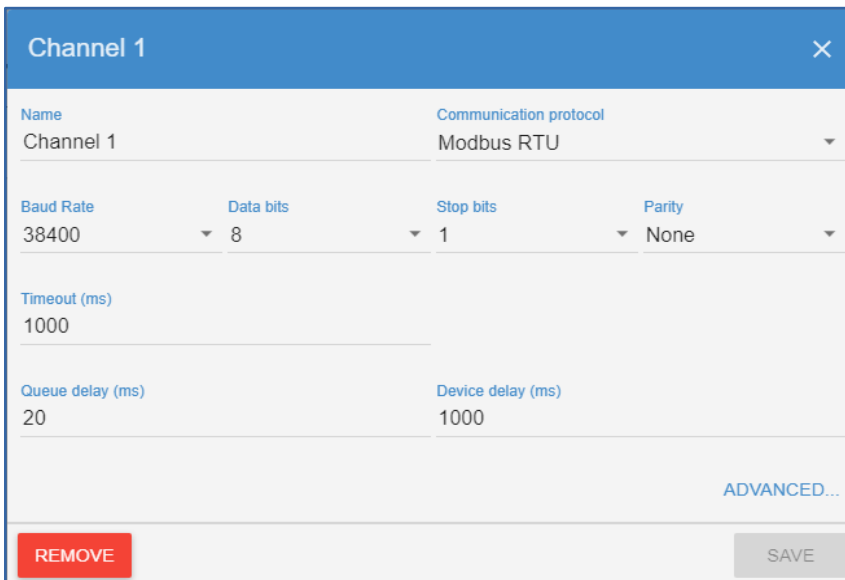 Channel 1
Name
Communication protocol
Channel 1
Modbus RTU
Baud Rate
Data bits
Stop bits
Parity
38400
8
1
None
Timeout (ms)
1000
Queue delay (ms)
Device delay (ms)
20
1000
ADVANCED...
REMOVE
SAVE